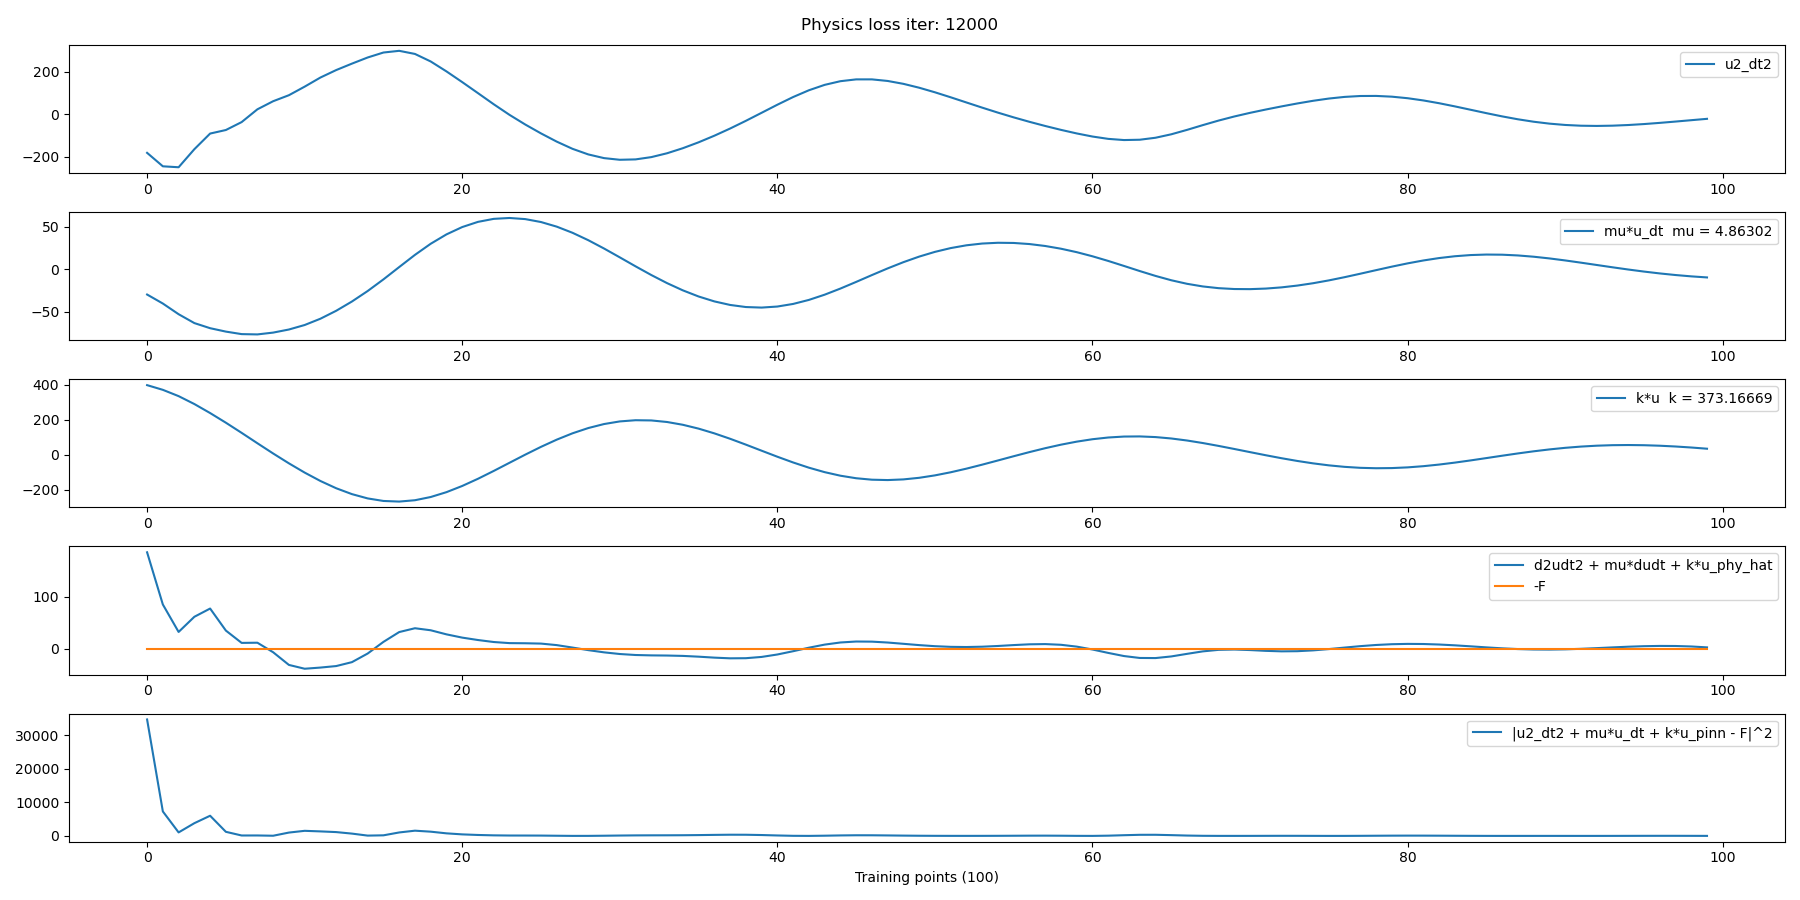 Physics loss iter: 12000
200
0
−200
u2_dt2
0 20 40 60 80 100
50
0
−50
mu*u_dt  mu = 4.86302
0 20 40 60 80 100
400
200
0
−200
k*u  k = 373.16669
0 20 40 60 80 100
100
0
d2udt2 + mu*dudt + k*u_phy_hat
-F
0 20 40 60 80 100
30000
20000
10000
0
|u2_dt2 + mu*u_dt + k*u_pinn - F|^2
0 20 40 60 80 100
Training points (100)